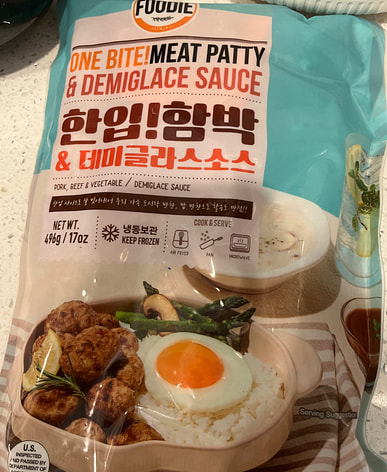 FOODIE
ONE BITE! MEAT PATTY
& DEMIGLACE SAUCE
한입!함박
& 데미글라스소스
PORK, BEEF & VEGETABLE / DEMIGLACE SAUCE
NET WT.
496g / 17oz
냉동보관
KEEP FROZEN
COOK & SERVE
AIR FRYER
PAN
MICROWAVE
Serving Suggestion
U.S.
INSPECTED
AND PASSED BY
DEPARTMENT OF